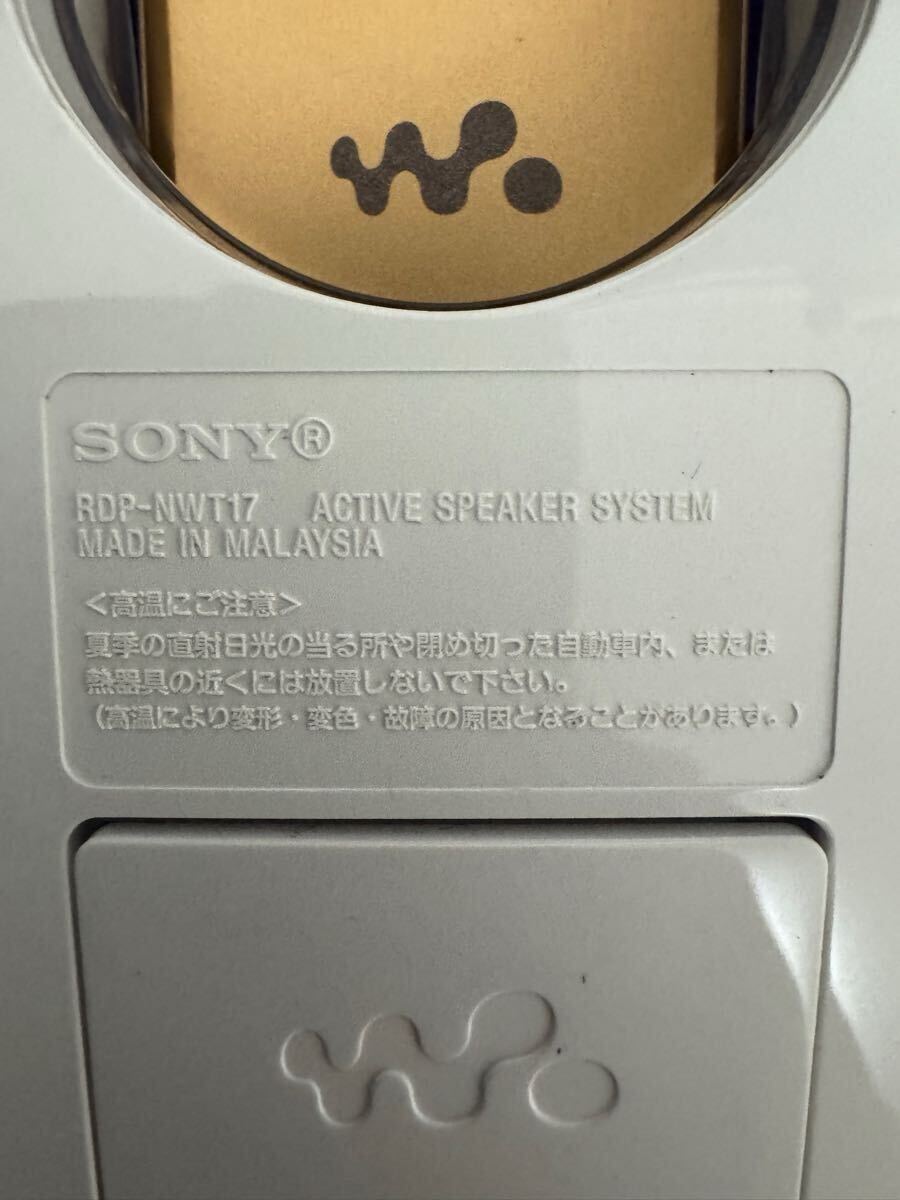 SONY®
RDP-NWT17 ACTIVE SPEAKER SYSTEM
MADE IN MALAYSIA
<高温にご注意>
夏季の直射日光の当る所や閉め切った自動車内、または
熱器具の近くには放置しないで下さい。
(高温により変形・変色・故障の原因となることがあります。)